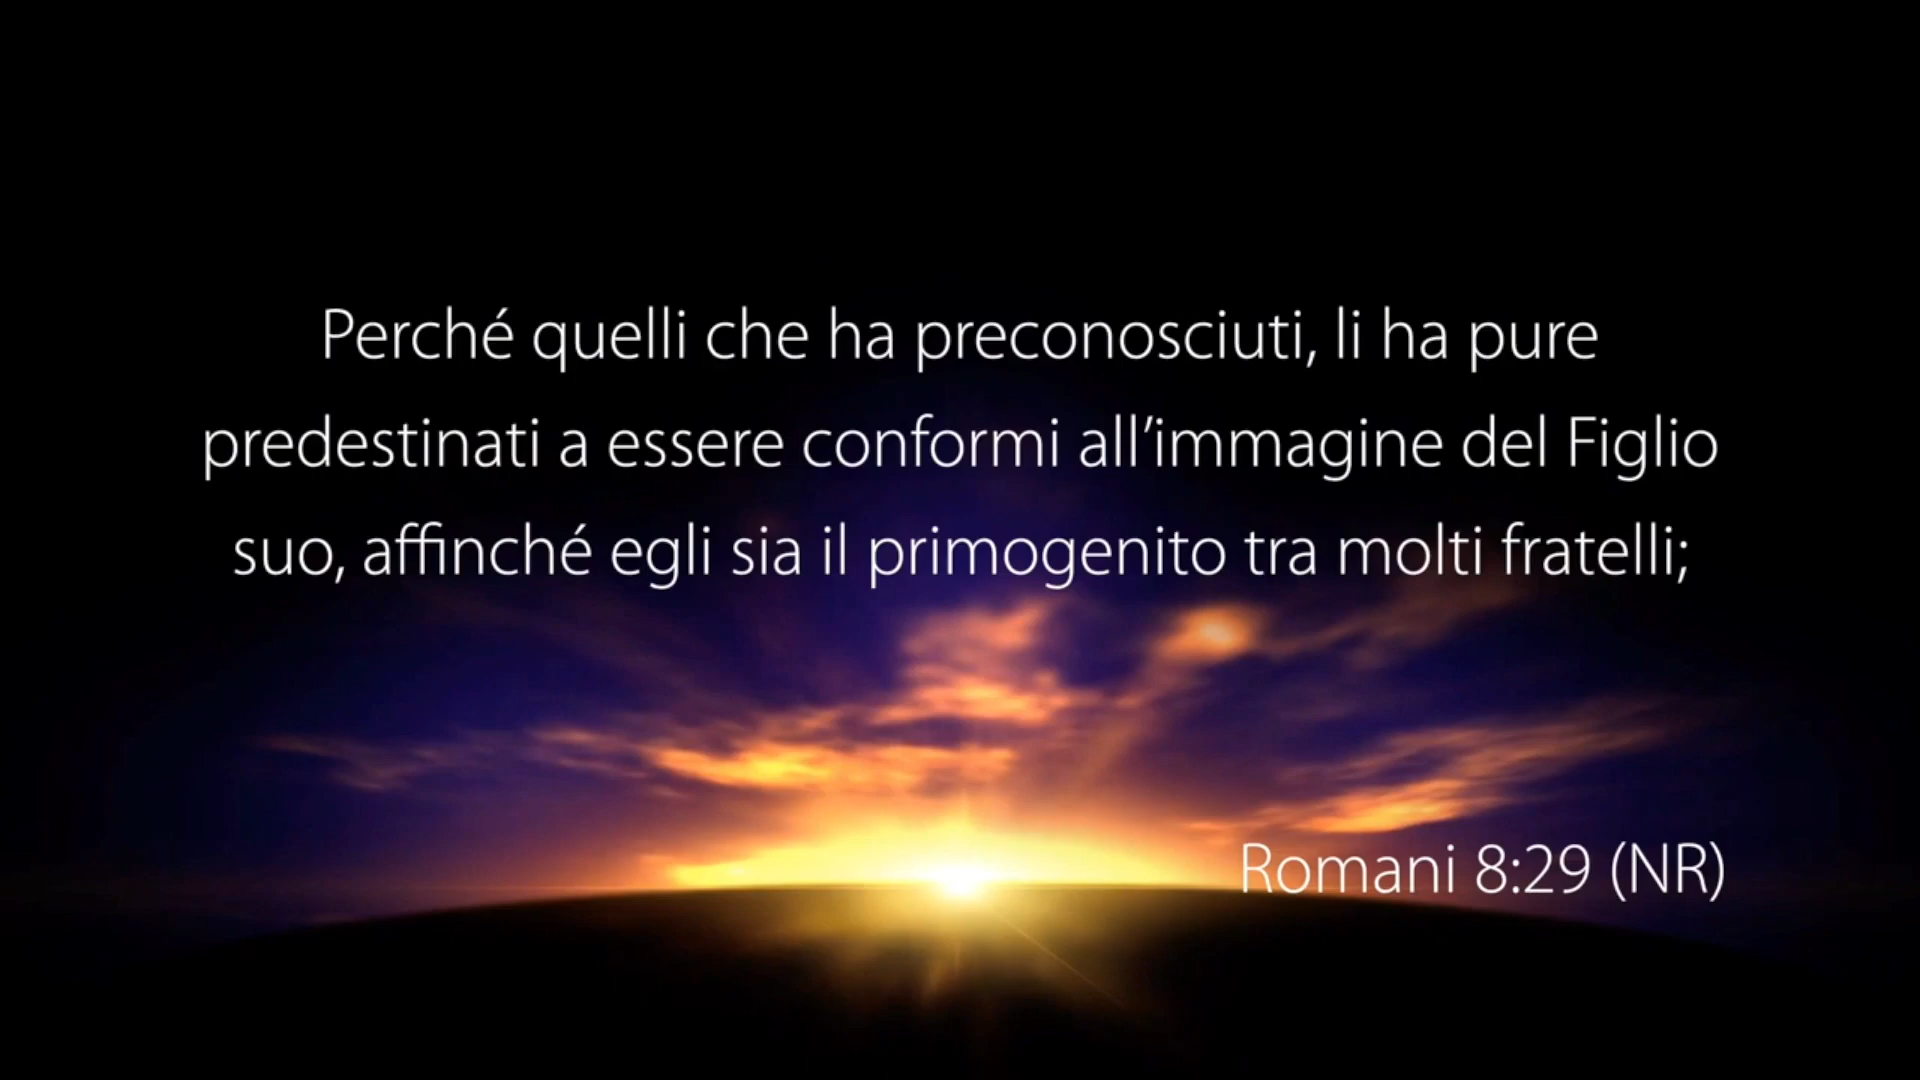 Perché quelli che ha preconosciuti, li ha pure
predestinati a essere conformi all’immagine del Figlio
suo, affinché egli sia il primogenito tra molti fratelli;
Romani 8:29 (NR)